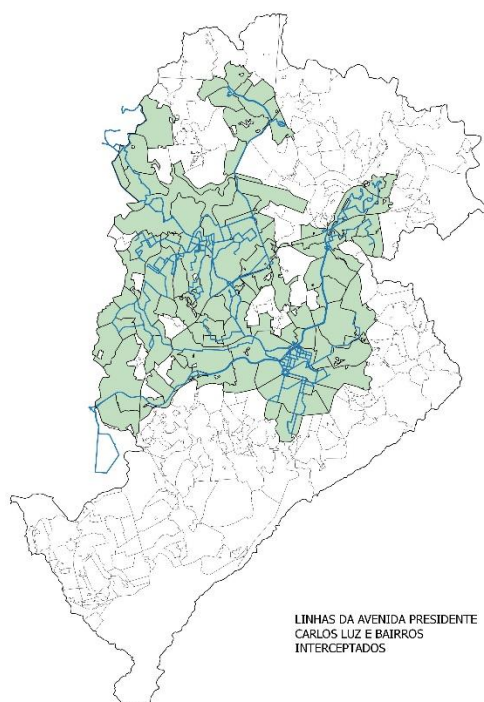 LINHAS DA AVENIDA PRESIDENTE
CARLOS LUZ E BAIRROS
INTERCEPTADOS